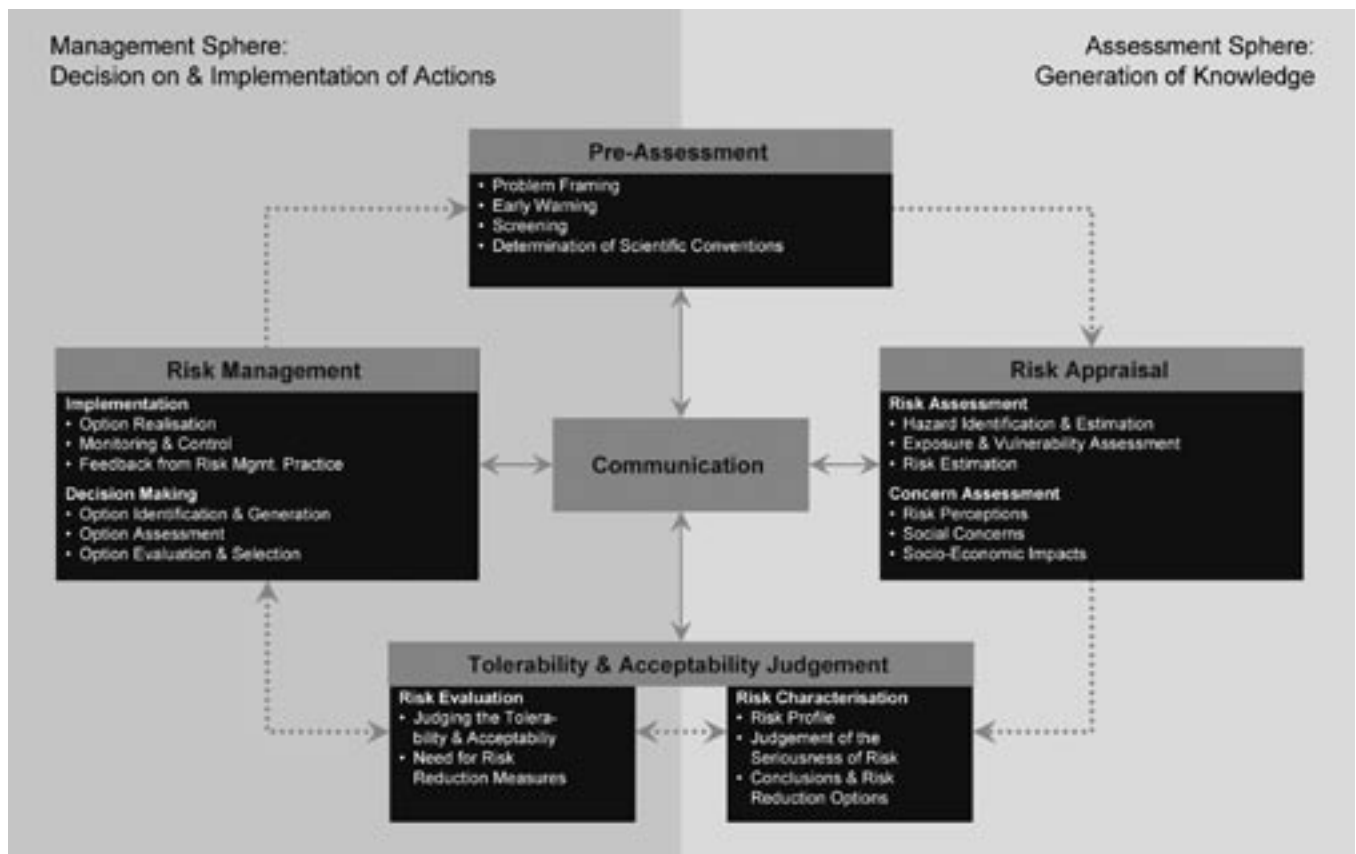 Management Sphere:
Decision on & Implementation of Actions
Assessment Sphere:
Generation of Knowledge
Pre-Assessment
• Problem Framing
• Early Warning
• Screening
• Determination of Scientific Conventions
Risk Management
Implementation
• Option Realisation
• Monitoring & Control
• Feedback from Risk Mgmt. Practice
Decision Making
• Option Identification & Generation
• Option Assessment
• Option Evaluation & Selection
Communication
Risk Appraisal
Risk Assessment
• Hazard Identification & Estimation
• Exposure & Vulnerability Assessment
• Risk Estimation
Concern Assessment
• Risk Perceptions
• Social Concerns
• Socio-Economic Impacts
Tolerability & Acceptability Judgement
Risk Evaluation
• Judging the Tolera-
bility & Acceptabiliy
• Need for Risk
Reduction Measures
Risk Characterisation
• Risk Profile
• Judgement of the
Seriousness of Risk
• Conclusions & Risk
Reduction Options